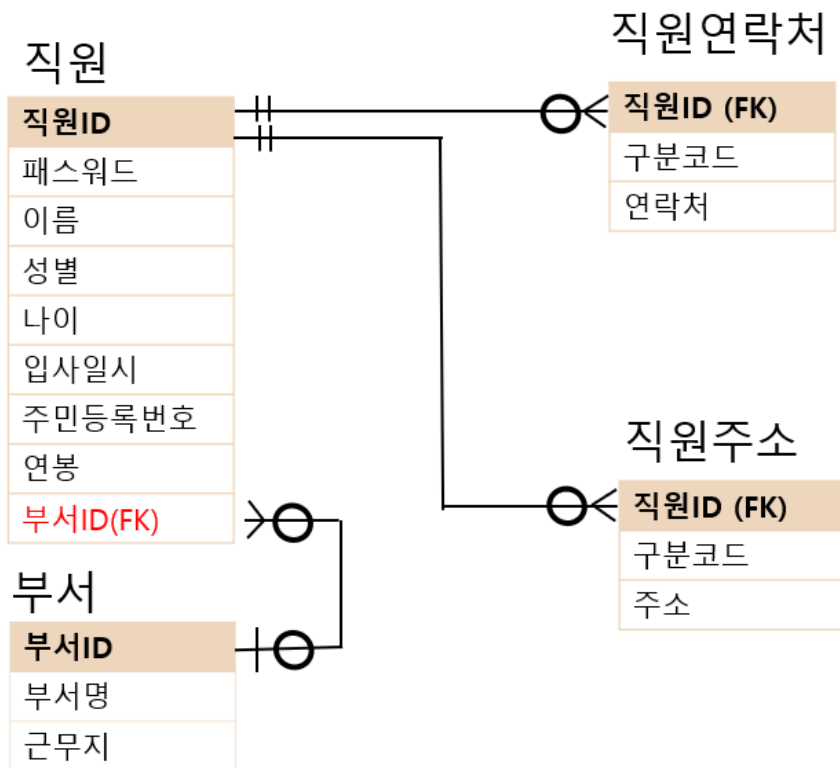 직원
직원ID
패스워드
이름
성별
나이
입사일시
주민등록번호
연봉
부서ID(FK)
부서
부서ID
부서명
근무지
직원연락처
직원ID (FK)
구분코드
연락처
직원주소
직원ID (FK)
구분코드
주소